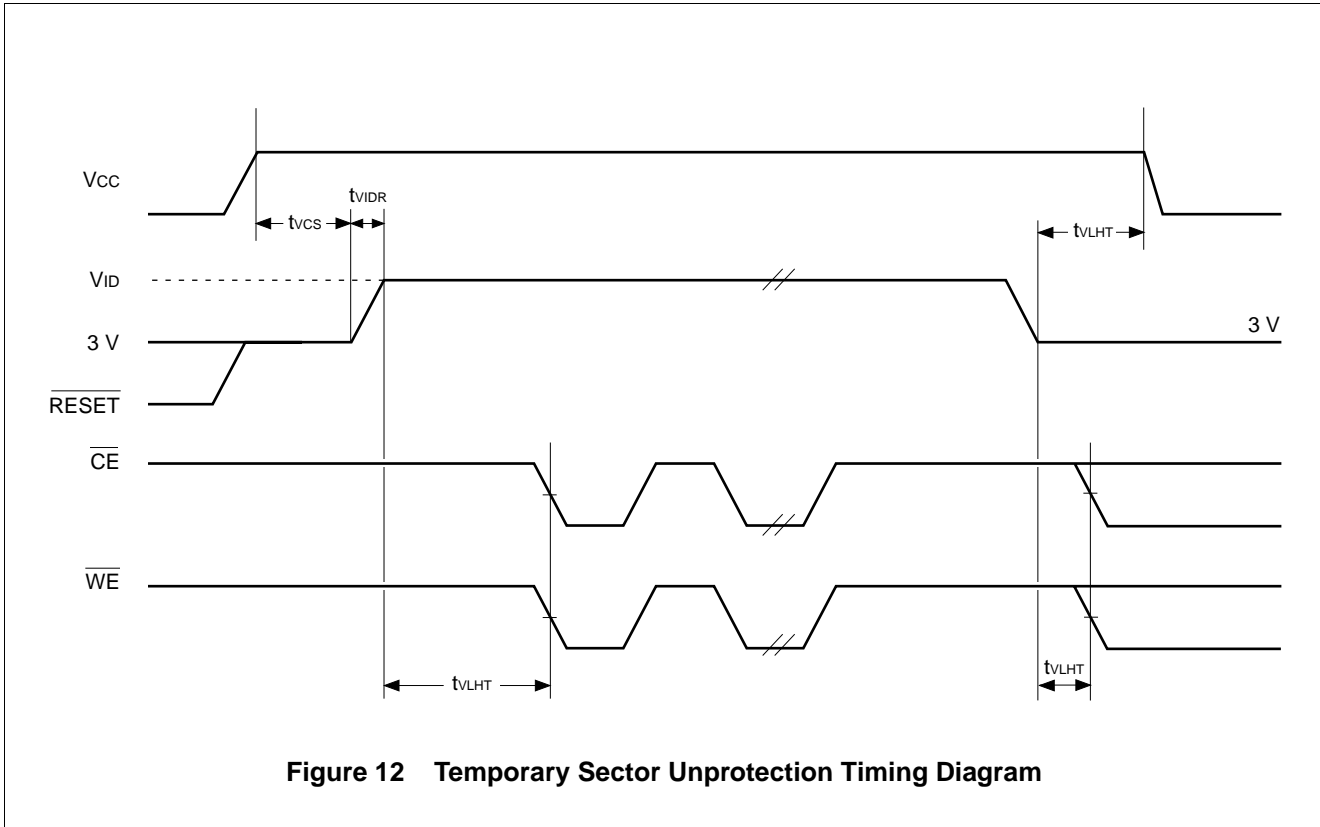 VCC
tVIDR
tVCS
tVLHT
VID
3 V
3 V
RESET
CE
WE
tVLHT
tVLHT
Figure 12 Temporary Sector Unprotection Timing Diagram